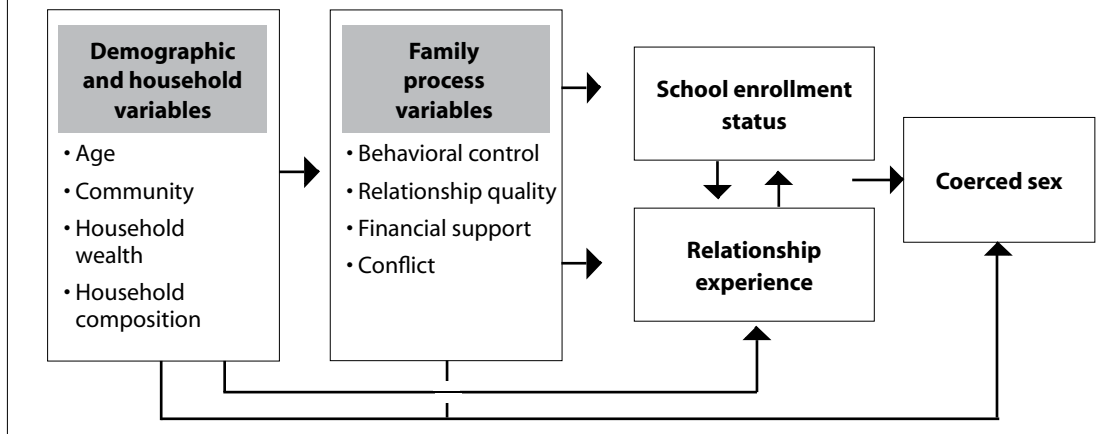 Demographic
and household
variables
• Age
• Community
• Household
wealth
• Household
composition
Family
process
variables
• Behavioral control
• Relationship quality
• Financial support
• Conflict
School enrollment
status
Relationship
experience
Coerced sex